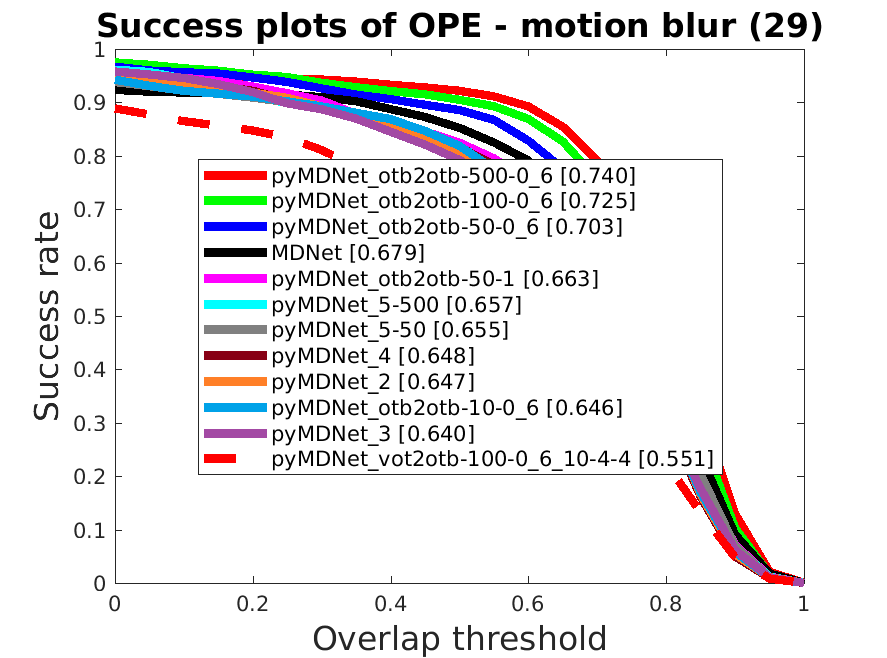 Success plots of OPE - motion blur (29)
1
0.9
0.8
0.7
0.6
0.5
0.4
0.3
0.2
0.1
0
Success rate
pyMDNet_otb2otb-500-0_6 [0.740]
pyMDNet_otb2otb-100-0_6 [0.725]
pyMDNet_otb2otb-50-0_6 [0.703]
MDNet [0.679]
pyMDNet_otb2otb-50-1 [0.663]
pyMDNet_5-500 [0.657]
pyMDNet_5-50 [0.655]
pyMDNet_4 [0.648]
pyMDNet_2 [0.647]
pyMDNet_otb2otb-10-0_6 [0.646]
pyMDNet_3 [0.640]
pyMDNet_vot2otb-100-0_6_10-4-4 [0.551]
0 0.2 0.4 0.6 0.8 1
Overlap threshold